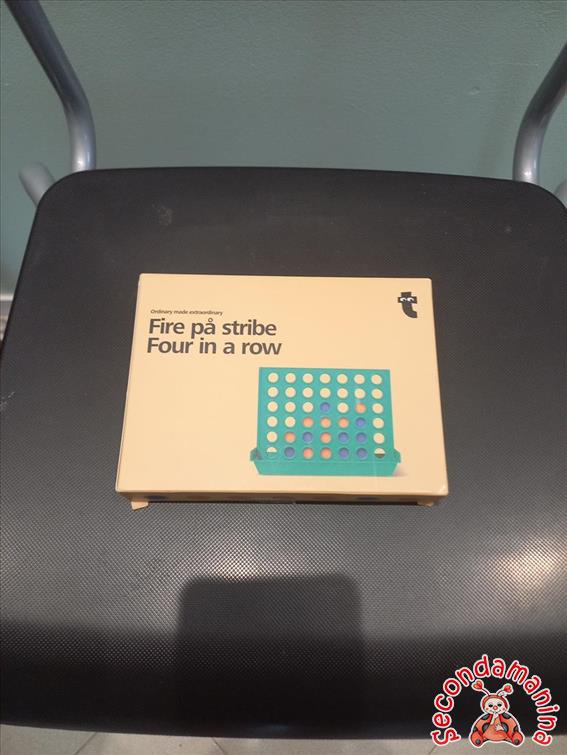 Ordinary made extraordinary
Fire på stribe
Four in a row
t
Secondamanina